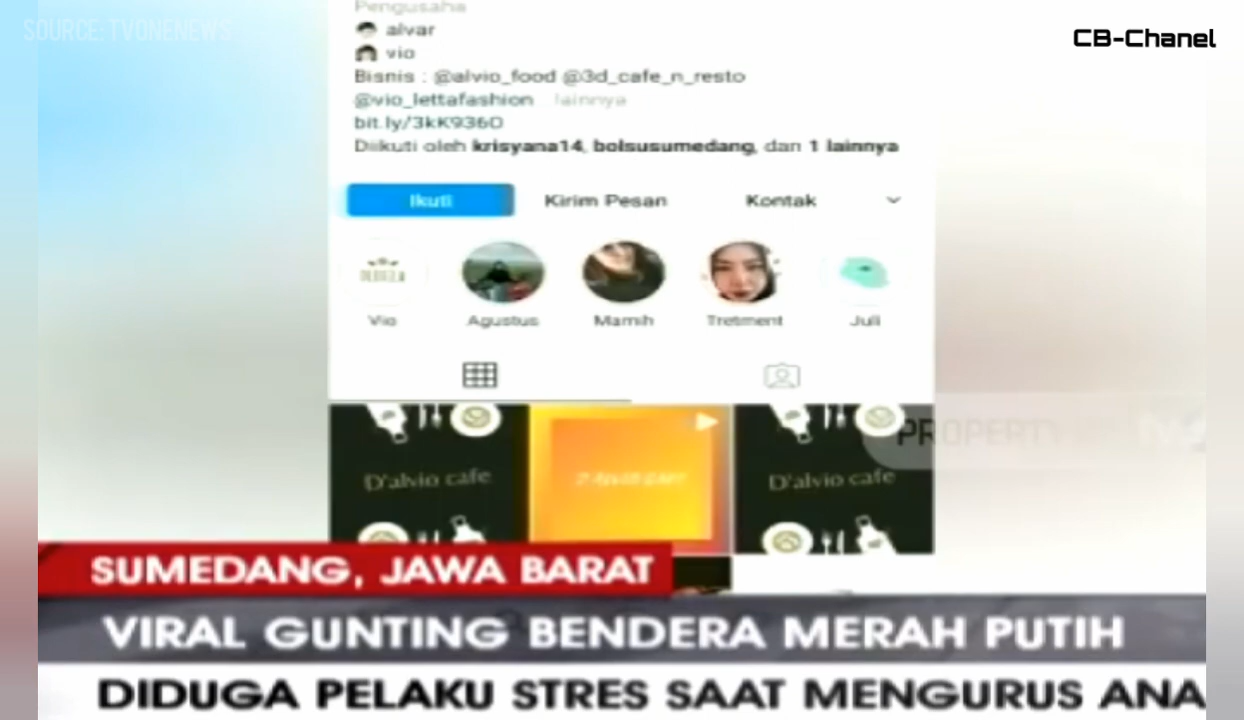 SOURCE: TVONENEWS
CB-Chanel
Pengusaha
alvar
vio
Bisnis : @alvio_food @3d_cafe_n_resto
@vio_lettafashion ... lainnya
bit.ly/3kK936O
Diikuti oleh krisyana14, bolsusumedang, dan 1 lainnya
Ikuti
Kirim Pesan
Kontak
Vio
Agustus
Mamih
Tretment
Juli
D'alvio cafe
D'alvio cafe
PROPERTY
SUMEDANG, JAWA BARAT
VIRAL GUNTING BENDERA MERAH PUTIH
DIDUGA PELAKU STRES SAAT MENGURUS ANA